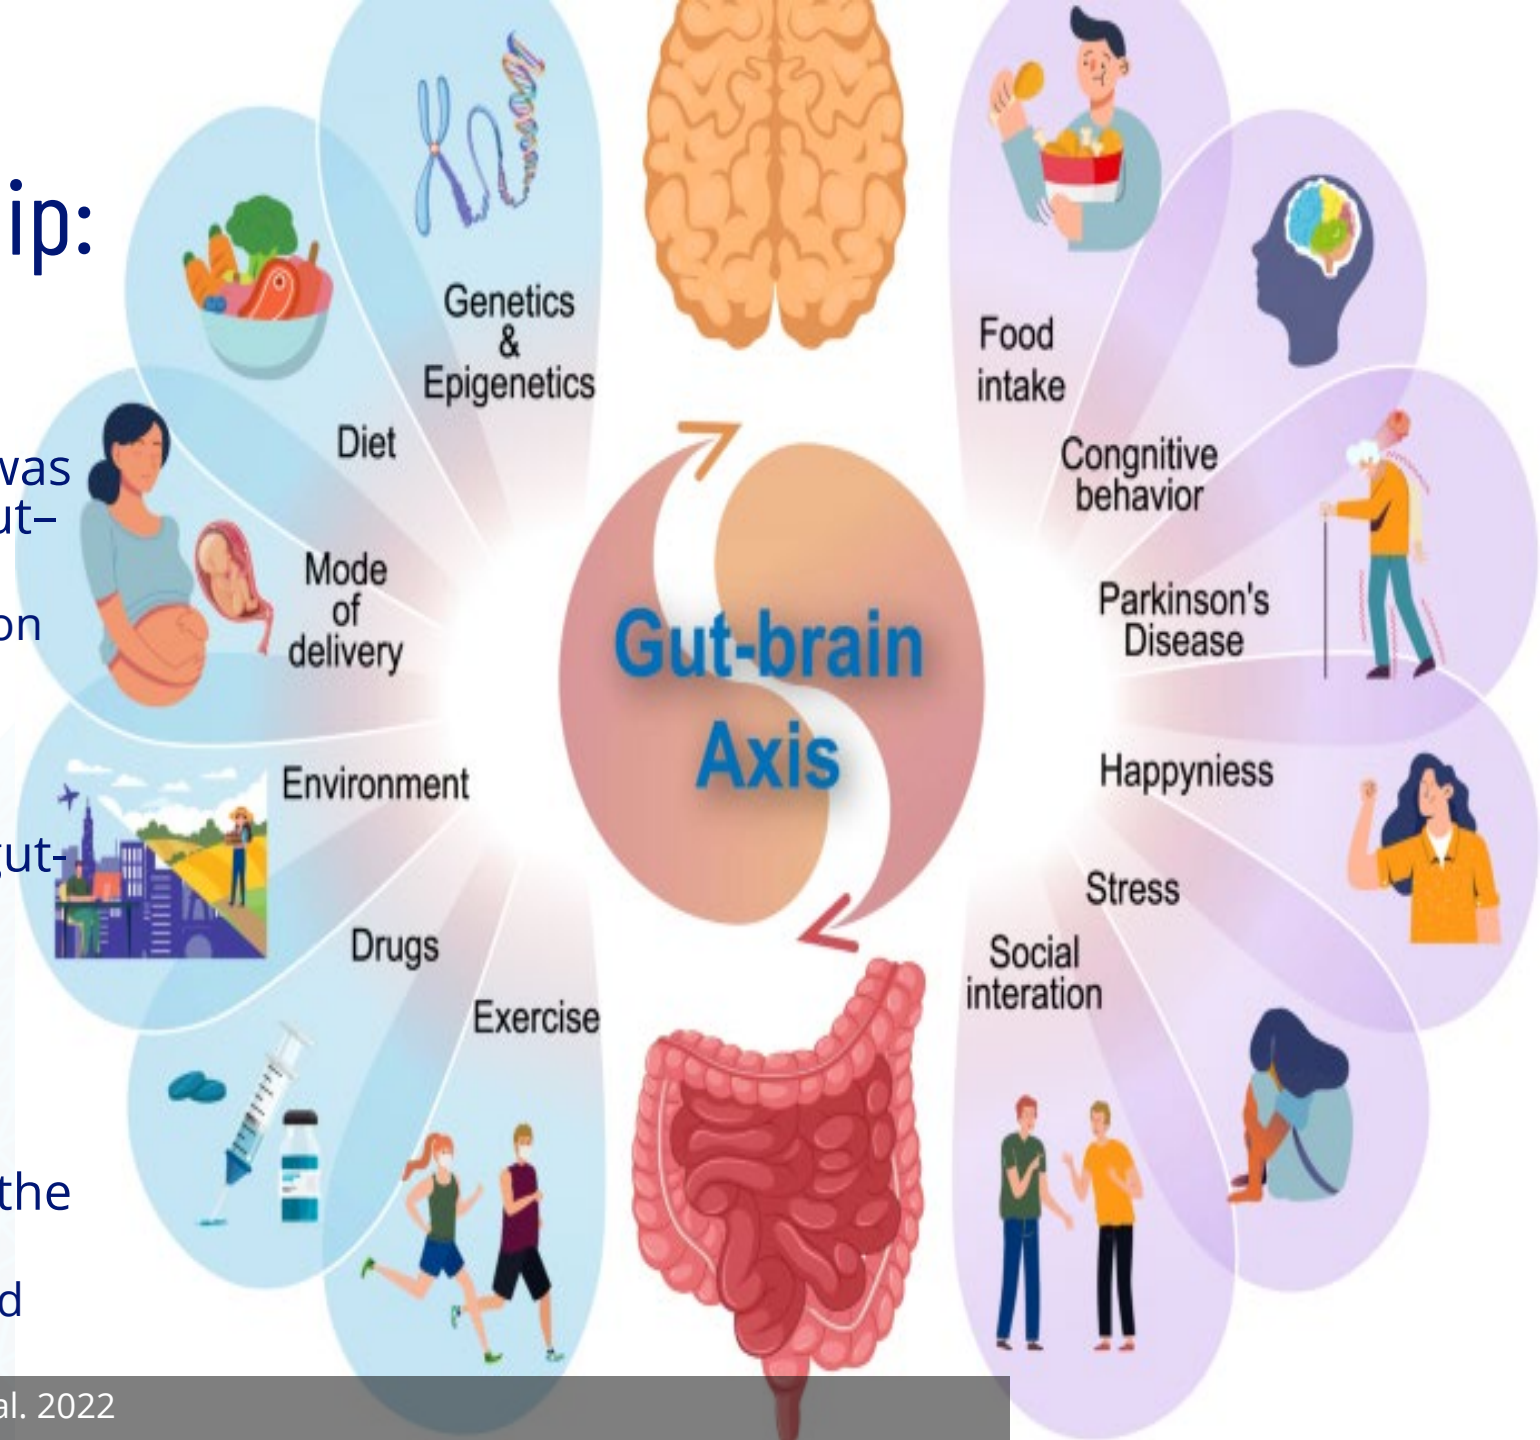 ip:
was
ut–
on
gut-
the
d
al. 2022
Genetics
&
Epigenetics
Diet
Mode
of
delivery
Environment
Drugs
Exercise
Gut-brain
Axis
Food
intake
Congnitive
behavior
Parkinson's
Disease
Happyniess
Stress
Social
interation